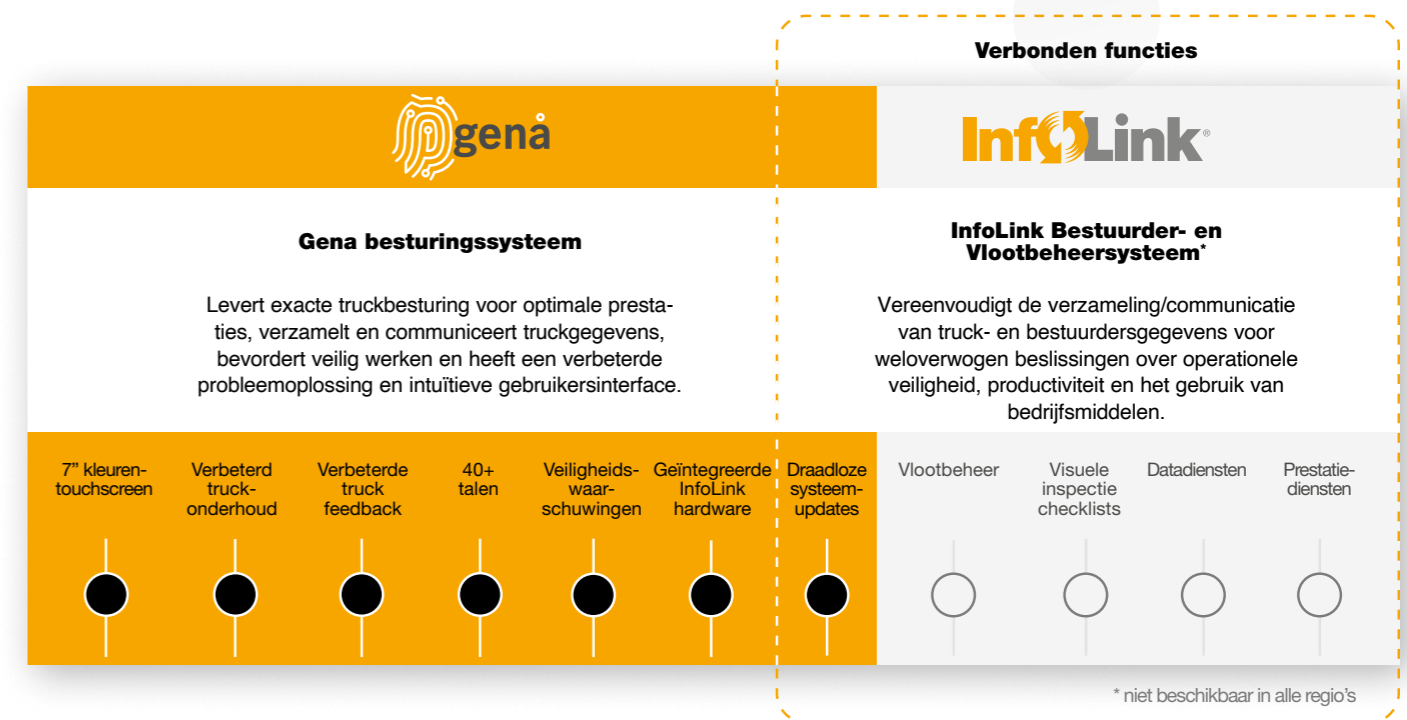 Verbonden functies
genå
InfoLink®
Gena besturingssysteem
Levert exacte truckbesturing voor optimale presta-
ties, verzamelt en communiceert truckgegevens,
bevordert veilig werken en heeft een verbeterde
probleemoplossing en intuïtieve gebruikersinterface.
InfoLink Bestuurder- en
Vlootbeheersysteem*
Vereenvoudigt de verzameling/communicatie
van truck- en bestuurdersgegevens voor
weloverwogen beslissingen over operationele
veiligheid, productiviteit en het gebruik van
bedrijfsmiddelen.
7” kleuren-
touchscreen
Verbeterd
truck-
onderhoud
Verbeterde
truck
feedback
40+
talen
Veiligheids-
waar-
schuwingen
Geïntegreerde
InfoLink
hardware
Draadloze
systeem-
updates
Vlootbeheer
Visuele
inspectie
checklists
Datadiensten
Prestatie-
diensten
* niet beschikbaar in alle regio’s